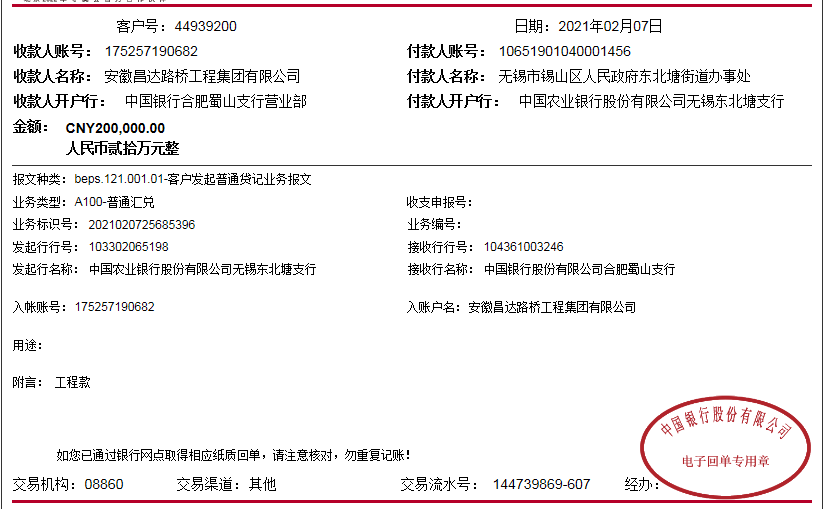 客户号：44939200 日期：2021年02月07日
收款人账号：175257190682 付款人账号：10651901040001456
收款人名称：安徽昌达路桥工程集团有限公司 付款人名称：无锡市锡山区人民政府东北塘街道办事处
收款人开户行：中国银行合肥蜀山支行营业部 付款人开户行：中国农业银行股份有限公司无锡东北塘支行
金额：CNY200,000.00
人民币贰拾万元整
报文种类：beps.121.001.01-客户发起普通贷记业务报文
业务类型：A100-普通汇兑 收支申报号：
业务标识号：2021020725685396 业务编号：
发起行行号：103302065198 接收行行号：104361003246
发起行名称：中国农业银行股份有限公司无锡东北塘支行 接收行名称：中国银行股份有限公司合肥蜀山支行
入帐账号：175257190682 入账户名：安徽昌达路桥工程集团有限公司
用途：
附言：工程款
中国银行股份有限公司
电子回单专用章
如您已通过银行网点取得相应纸质回单，请注意核对，勿重复记账！
交易机构：08860 交易渠道：其他 交易流水号：144739869-607 经办：